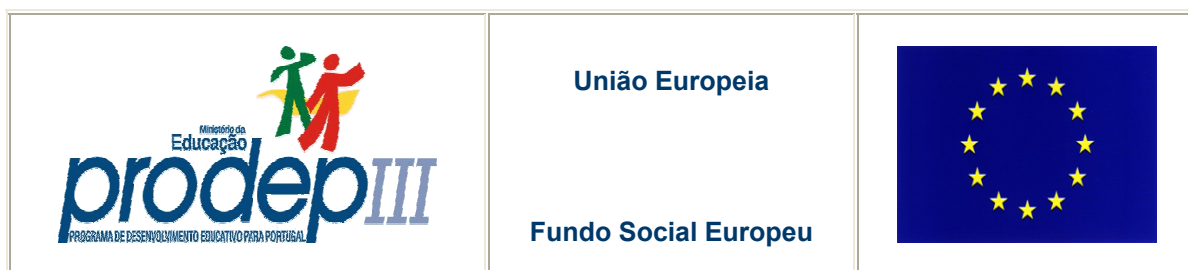 Ministério da
Educação
prodep III
PROGRAMA DE DESENVOLVIMENTO EDUCATIVO PARA PORTUGAL
União Europeia
Fundo Social Europeu